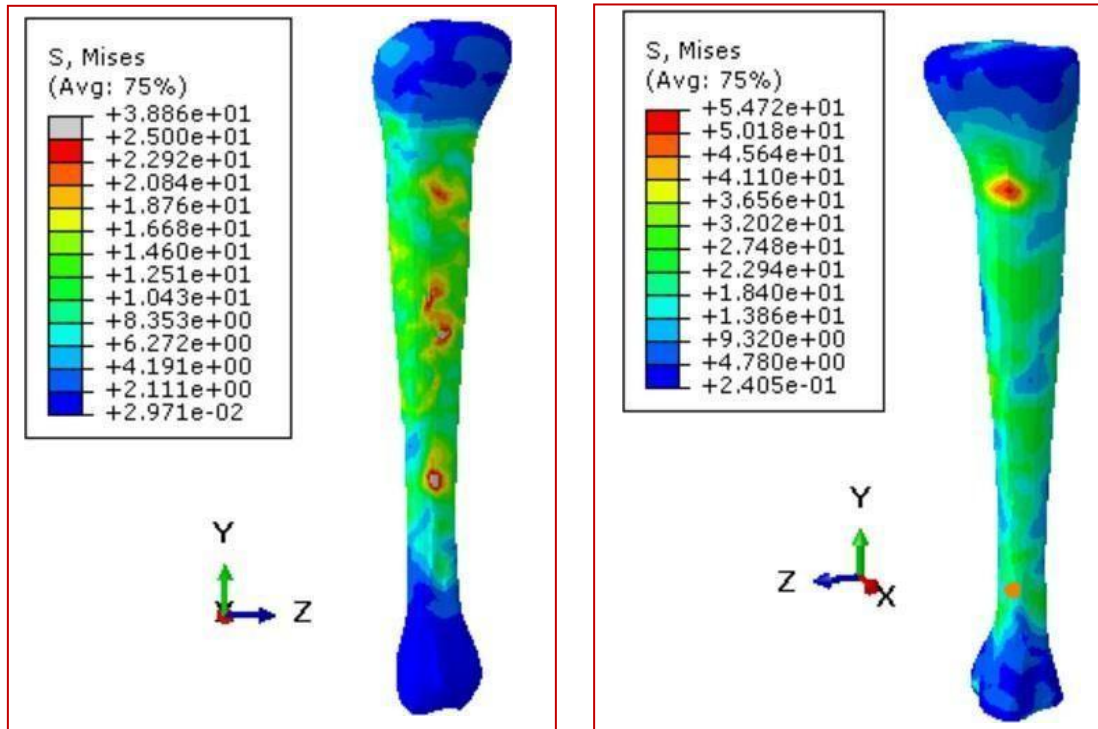 S, Mises
(Avg: 75%)
+3.886e+01
+2.500e+01
+2.292e+01
+2.084e+01
+1.876e+01
+1.668e+01
+1.460e+01
+1.251e+01
+1.043e+01
+8.353e+00
+6.272e+00
+4.191e+00
+2.111e+00
+2.971e-02
Y
Z
S, Mises
(Avg: 75%)
+5.472e+01
+5.018e+01
+4.564e+01
+4.110e+01
+3.656e+01
+3.202e+01
+2.748e+01
+2.294e+01
+1.840e+01
+1.386e+01
+9.320e+00
+4.780e+00
+2.405e-01
Y
Z
X